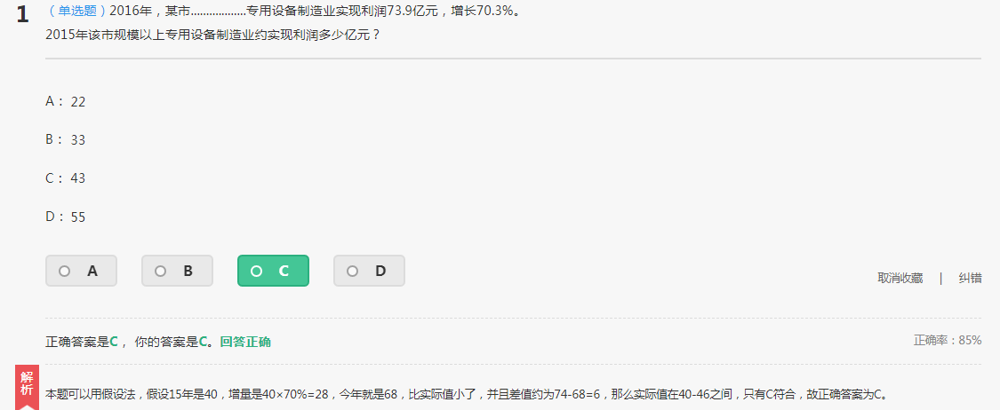 1 （单选题）2016年，某市..................专用设备制造业实现利润73.9亿元，增长70.3%。
2015年该市规模以上专用设备制造业约实现利润多少亿元？
A： 22
B： 33
C： 43
D： 55
A B C D
取消收藏 | 纠错
正确答案是C， 你的答案是C。回答正确 正确率：85%
解析
本题可以用假设法，假设15年是40，增量是40×70%=28，今年就是68，比实际值小了，并且差值约为74-68=6，那么实际值在40-46之间，只有C符合，故正确答案为C。